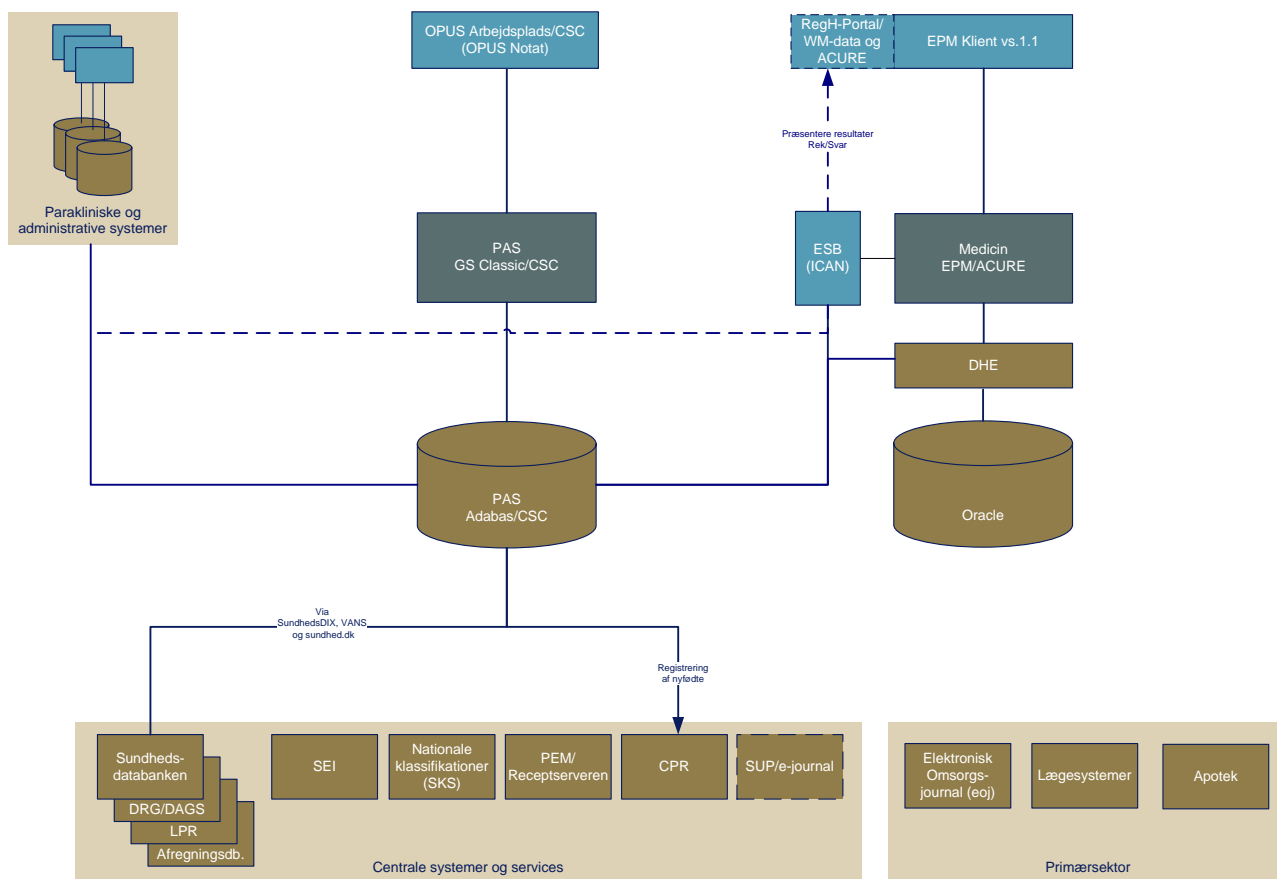 OPUS Arbejdsplads/CSC
(OPUS Notat)
RegH-Portal/
WM-data og
ACURE
EPM Klient vs.1.1
Præsentere resultater
Rek/Svar
Parakliniske og
administrative systemer
PAS
GS Classic/CSC
ESB
(ICAN)
Medicin
EPM/ACURE
DHE
PAS
Adabas/CSC
Oracle
Via
SundhedsDIX, VANS
og sundhed.dk
Registrering
af nyfødte
Sundheds-
databanken
DRG/DAGS
LPR
Afregningsdb.
SEI
Nationale
klassifikationer
(SKS)
PEM/
Receptserveren
CPR
SUP/e-journal
Centrale systemer og services
Elektronisk
Omsorgs-
journal (eoj)
Lægesystemer
Apotek
Primærsektor